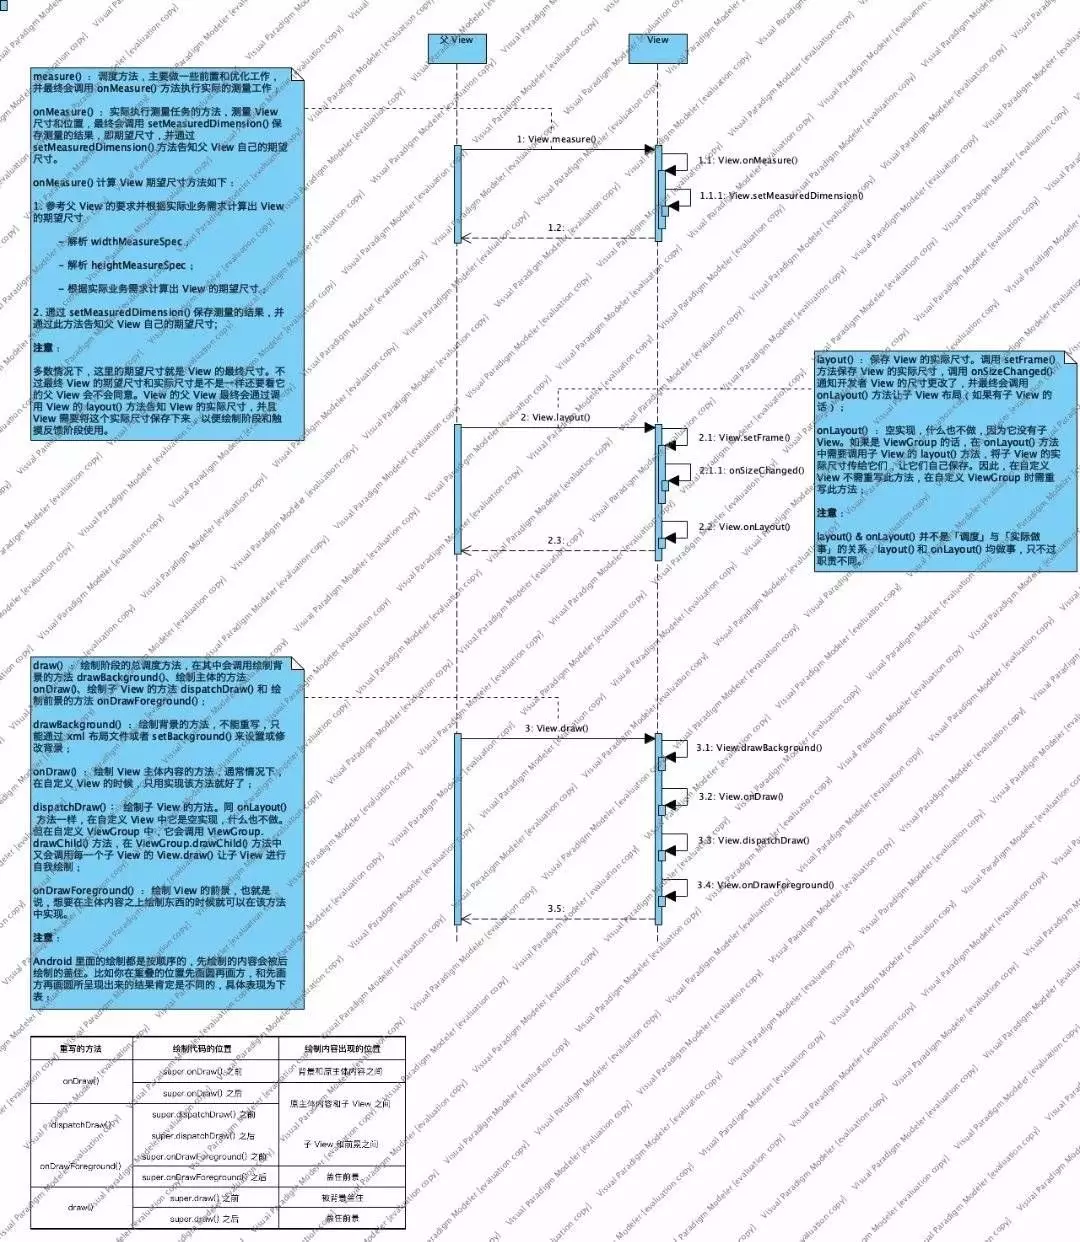 父 View
View
measure() ： 调度方法，主要做一些前置和优化工作，
并最终会调用 onMeasure() 方法执行实际的测量工作；
onMeasure() ： 实际执行测量任务的方法，测量 View
尺寸和位置，最终会调用 setMeasuredDimension() 保
存测量的结果，即期望尺寸，并通过
setMeasuredDimension() 方法告知父 View 自己的期望
尺寸。
onMeasure() 计算 View 期望尺寸方法如下：
1. 参考父 View 的要求并根据实际业务需求计算出 View
的期望尺寸
– 解析 widthMeasureSpec；
– 解析 heightMeasureSpec；
– 根据实际业务需求计算出 View 的期望尺寸；
2. 通过 setMeasuredDimension() 保存测量的结果，并
通过此方法告知父 View 自己的期望尺寸;
注意：
多数情况下，这里的期望尺寸就是 View 的最终尺寸。不
过最终 View 的期望尺寸和实际尺寸是不是一样还要看它
的父 View 会不会同意。View 的父 View 最终会通过调
用 View 的 layout() 方法告知 View 的实际尺寸，并且
View 需要将这个实际尺寸保存下来，以便绘制阶段和触
摸反馈阶段使用。
1: View.measure()
1.1: View.onMeasure()
1.1.1: View.setMeasuredDimension()
1.2:
layout() ： 保存 View 的实际尺寸。调用 setFrame()
方法保存 View 的实际尺寸，调用 onSizeChanged()
通知开发者 View 的尺寸更改了，并最终会调用
onLayout() 方法让子 View 布局（如果有子 View 的
话）；
onLayout() ： 空实现，什么也不做，因为它没有子
View。如果是 ViewGroup 的话，在 onLayout() 方法
中需要调用子 View 的 layout() 方法，将子 View 的实
际尺寸传给它们，让它们自己保存。因此，在自定义
View 不需重写此方法，在自定义 ViewGroup 时需重
写此方法；
注意：
layout() & onLayout() 并不是「调度」与「实际做
事」的关系，layout() 和 onLayout() 均做事，只不过
职责不同。
2: View.layout()
2.1: View.setFrame()
2.1.1: onSizeChanged()
2.2: View.onLayout()
2.3:
draw() ： 绘制阶段的总调度方法，在其中会调用绘制背
景的方法 drawBackground()、绘制主体的方法
onDraw()、绘制子 View 的方法 dispatchDraw() 和 绘
制前景的方法 onDrawForeground()；
drawBackground() ： 绘制背景的方法，不能重写，只
能通过 xml 布局文件或者 setBackground() 来设置或修
改背景；
onDraw() ： 绘制 View 主体内容的方法，通常情况下，
在自定义 View 的时候，只用实现该方法就好了；
dispatchDraw() ： 绘制子 View 的方法。同 onLayout()
方法一样，在自定义 View 中它是空实现，什么也不做。
但在自定义 ViewGroup 中，它会调用 ViewGroup.
drawChild() 方法，在 ViewGroup.drawChild() 方法中
又会调用每一个子 View 的 View.draw() 让子 View 进行
自我绘制；
onDrawForeground() ： 绘制 View 的前景，也就是
说，想要在主体内容之上绘制东西的时候就可以在该方法
中实现。
注意：
Android 里面的绘制都是按顺序的，先绘制的内容会被后
绘制的盖住。比如你在重叠的位置先画圆再画方，和先画
方再画圆所呈现出来的结果肯定是不同的，具体表现为下
表：
3: View.draw()
3.1: View.drawBackground()
3.2: View.onDraw()
3.3: View.dispatchDraw()
3.4: View.onDrawForeground()
3.5:
重写的方法 绘制代码的位置 绘制内容出现的位置
onDraw() super.onDraw() 之前 背景和原主体内容之间
super.onDraw() 之后 原主体内容和子 View 之间
dispatchDraw() super.dispatchDraw() 之前
super.dispatchDraw() 之后 子 View 和前景之间
onDrawForeground() super.onDrawForeground() 之前
super.onDrawForeground() 之后 盖住前景
draw() super.draw() 之前 被背景盖住
super.draw() 之后 盖住前景
Visual Paradigm Modeler [evaluation copy]